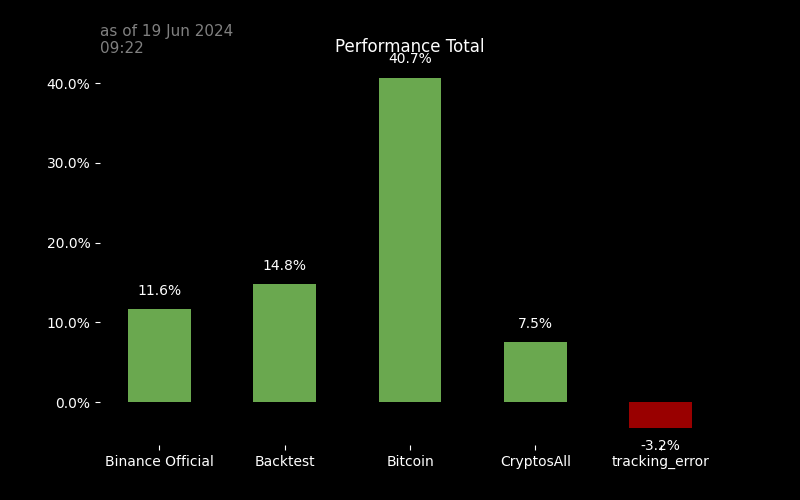 as of 19 Jun 2024
09:22
Performance Total
40.7%
40.0%
30.0%
20.0%
14.8%
11.6%
10.0%
7.5%
0.0%
-3.2%
Binance Official
Backtest
Bitcoin
CryptosAll
tracking_error